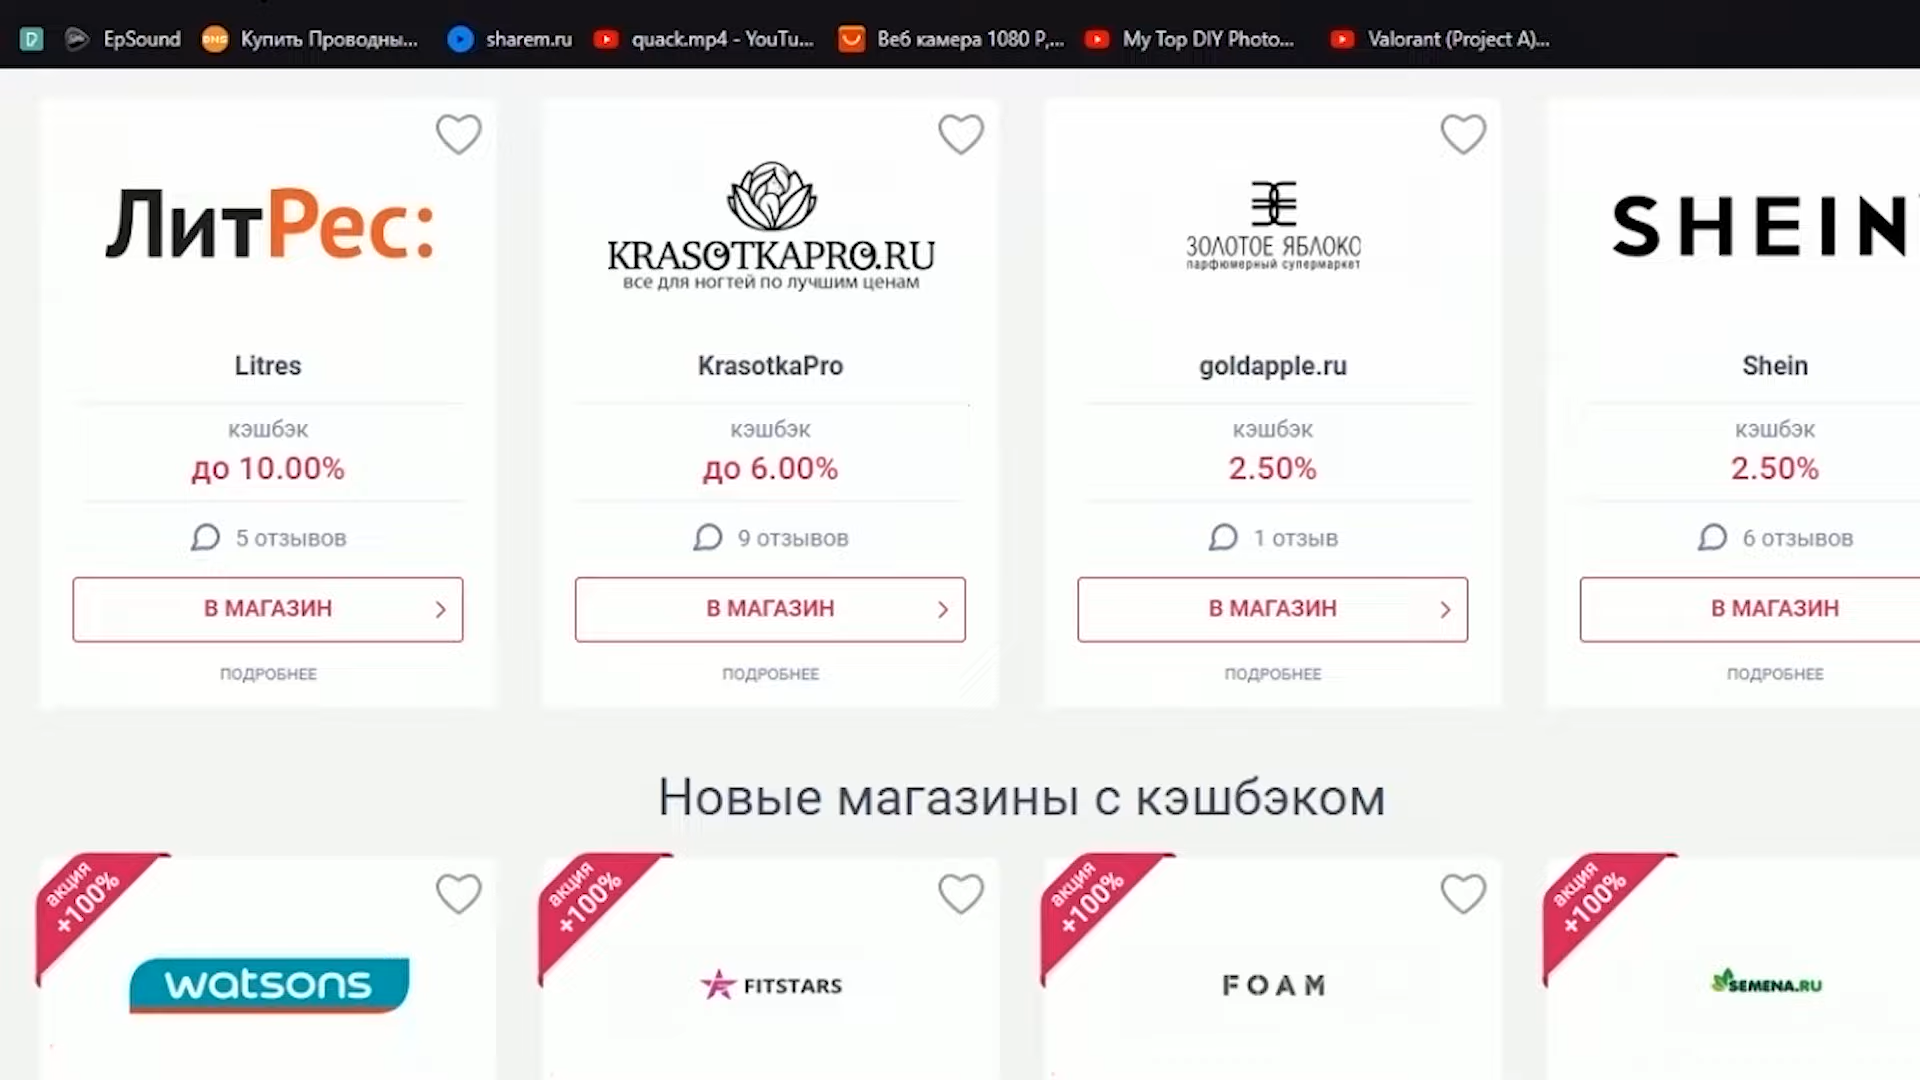 EpSound Купить Проводны... sharem.ru quack.mp4 - YouTu... Веб камера 1080 P,... My Top DIY Photo... Valorant (Project A)...
ЛитРес:
KRASOTKAPRO.RU
все для ногтей по лучшим ценам
ЗОЛОТОЕ ЯБЛОКО
парфюмерный супермаркет
SHEIN
Litres KrasotkaPro goldapple.ru Shein
кэшбэк кэшбэк кэшбэк кэшбэк
до 10.00% до 6.00% 2.50% 2.50%
5 отзывов 9 отзывов 1 отзыв 6 отзывов
В МАГАЗИН В МАГАЗИН В МАГАЗИН В МАГАЗИН
ПОДРОБНЕЕ ПОДРОБНЕЕ ПОДРОБНЕЕ ПОДРОБНЕЕ
Новые магазины с кэшбэком
акция акция акция акция
+100% +100% +100% +100%
watsons FITSTARS FOAM SEMENA.RU